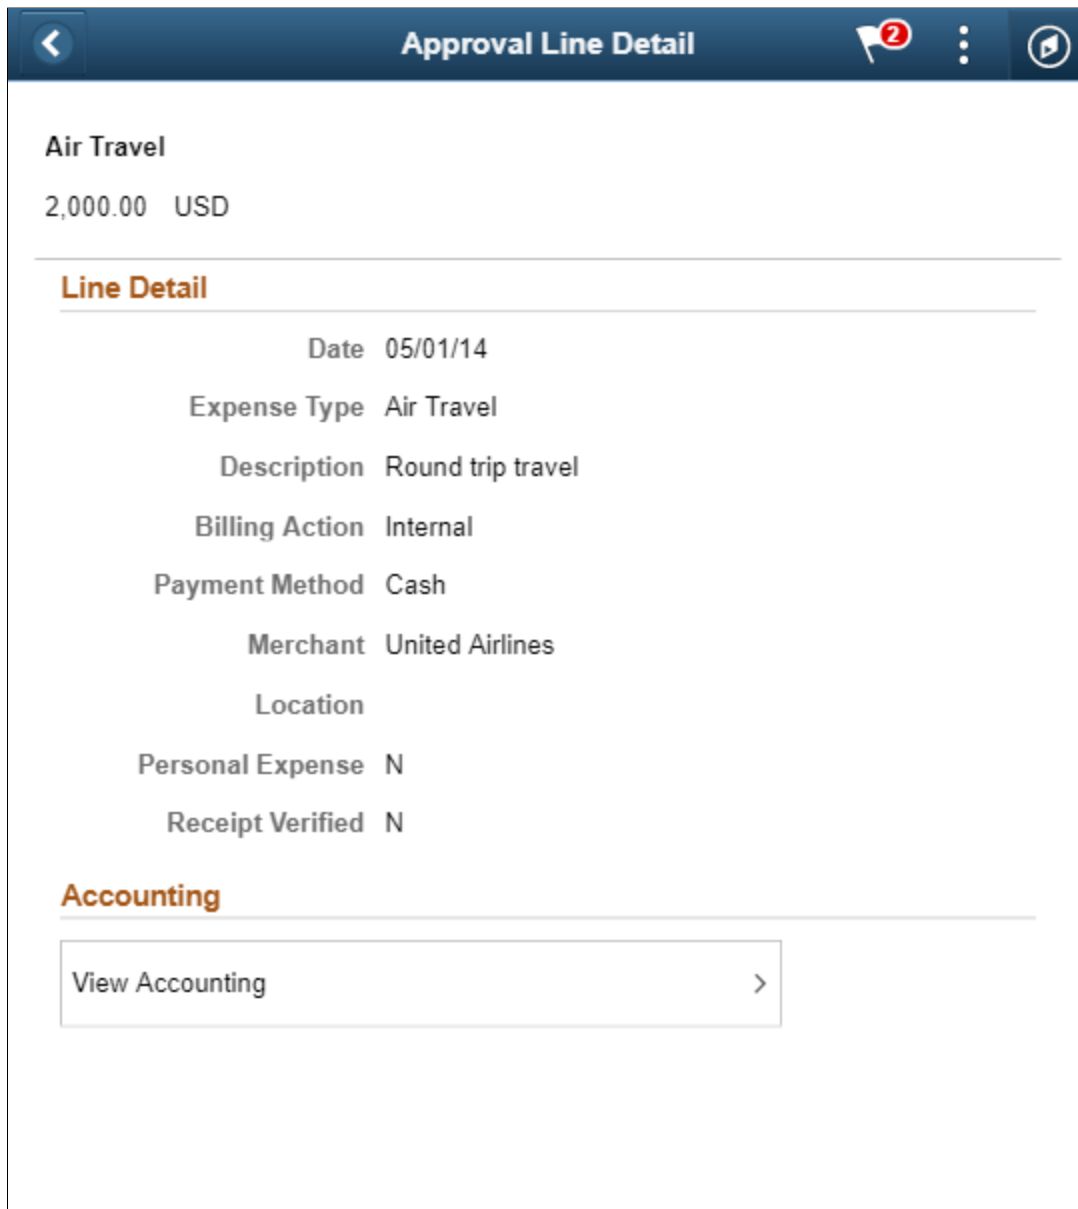 Approval Line Detail
2
Air Travel
2,000.00 USD
Line Detail
Date 05/01/14
Expense Type Air Travel
Description Round trip travel
Billing Action Internal
Payment Method Cash
Merchant United Airlines
Location
Personal Expense N
Receipt Verified N
Accounting
View Accounting